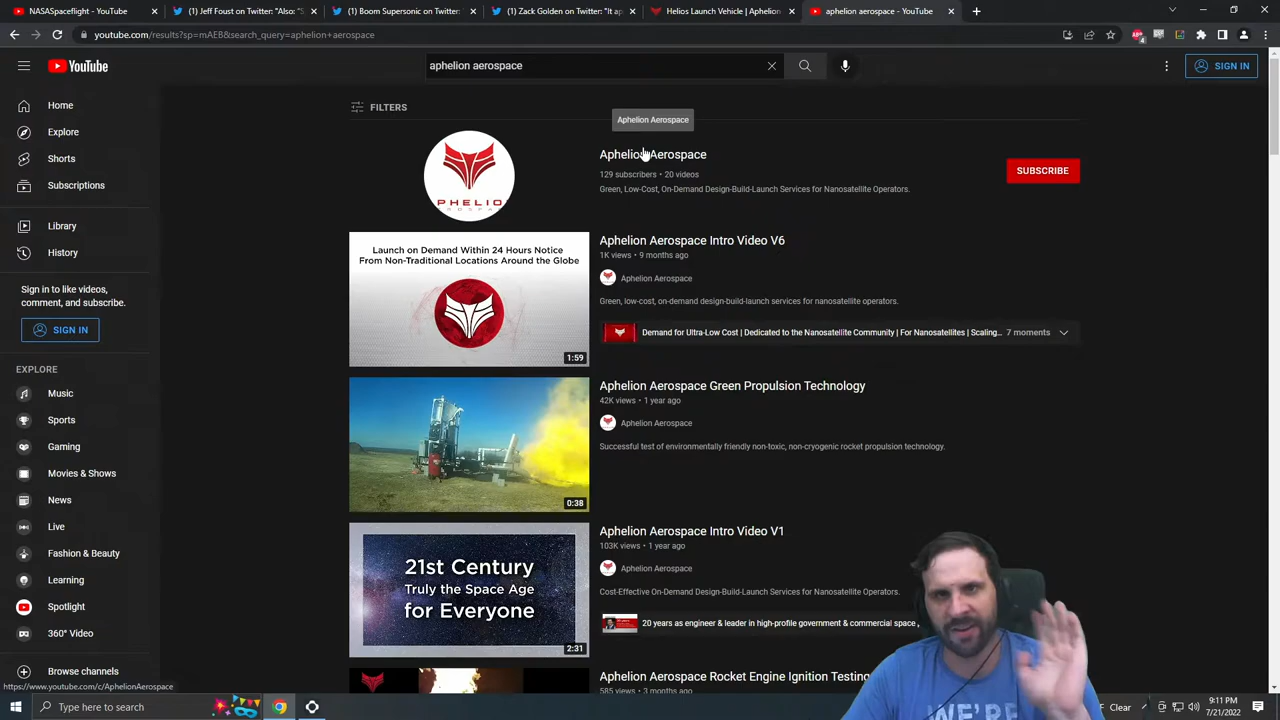 NASASpaceflight - YouTube
(1) Jeff Foust on Twitter: "Also: "S
(1) Boom Supersonic on Twitter:
(1) Zack Golden on Twitter: "It ap
Helios Launch Vehicle | Aphelion
aphelion aerospace - YouTube
youtube.com/results?sp=mAEB&search_query=aphelion+aerospace
YouTube
aphelion aerospace
SIGN IN
Home
Explore
Shorts
Subscriptions
Library
History
Sign in to like videos,
comment, and subscribe.
SIGN IN
EXPLORE
Music
Sports
Gaming
Movies & Shows
News
Live
Fashion & Beauty
Learning
Spotlight
360° Video
Browse channels
FILTERS
Aphelion Aerospace
PHELIO
Aphelion Aerospace
129 subscribers • 20 videos
Green, Low-Cost, On-Demand Design-Build-Launch Services for Nanosatellite Operators.
SUBSCRIBE
Launch on Demand Within 24 Hours Notice
From Non-Traditional Locations Around the Globe
1:59
Aphelion Aerospace Intro Video V6
1K views • 9 months ago
Aphelion Aerospace
Green, low-cost, on-demand design-build-launch services for nanosatellite operators.
Demand for Ultra-Low Cost | Dedicated to the Nanosatellite Community | For Nanosatellites | Scaling... 7 moments
0:38
Aphelion Aerospace Green Propulsion Technology
42K views • 1 year ago
Aphelion Aerospace
Successful test of environmentally friendly non-toxic, non-cryogenic rocket propulsion technology.
21st Century
Truly the Space Age
for Everyone
2:31
Aphelion Aerospace Intro Video V1
103K views • 1 year ago
Aphelion Aerospace
Cost-Effective On-Demand Design-Build-Launch Services for Nanosatellite Operators.
20 years as engineer & leader in high-profile government & commercial space
Aphelion Aerospace Rocket Engine Ignition Testing
585 views • 3 months ago
WE'RE
https://www.youtube.com/c/AphelionAerospace
Type here to search
Clear
9:11 PM
7/21/2022